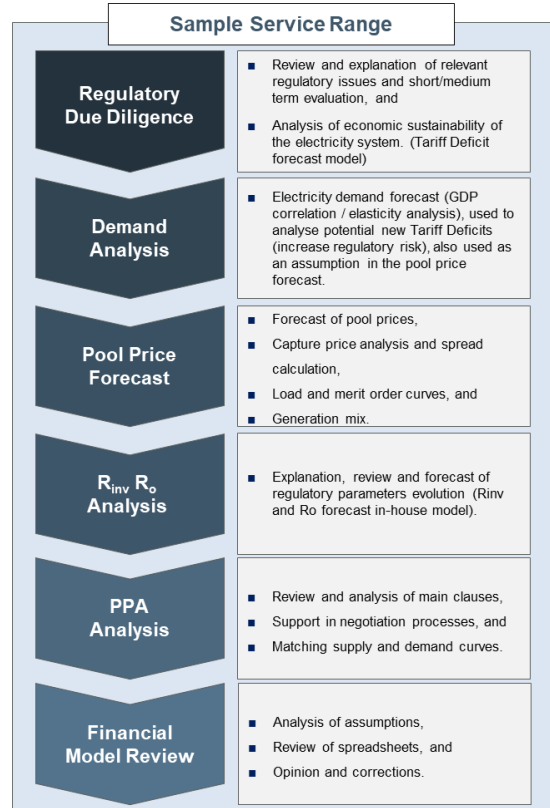 Sample Service Range
Regulatory
Due Diligence
■ Review and explanation of relevant
regulatory issues and short/medium
term evaluation, and
■ Analysis of economic sustainability of
the electricity system. (Tariff Deficit
forecast model)
Demand
Analysis
■ Electricity demand forecast (GDP
correlation / elasticity analysis), used to
analyse potential new Tariff Deficits
(increase regulatory risk), also used as
an assumption in the pool price
forecast.
Pool Price
Forecast
■ Forecast of pool prices,
■ Capture price analysis and spread
calculation,
■ Load and merit order curves, and
■ Generation mix.
Rinv Ro
Analysis
■ Explanation, review and forecast of
regulatory parameters evolution (Rinv
and Ro forecast in-house model).
PPA
Analysis
■ Review and analysis of main clauses,
■ Support in negotiation processes, and
■ Matching supply and demand curves.
Financial
Model Review
■ Analysis of assumptions,
■ Review of spreadsheets, and
■ Opinion and corrections.